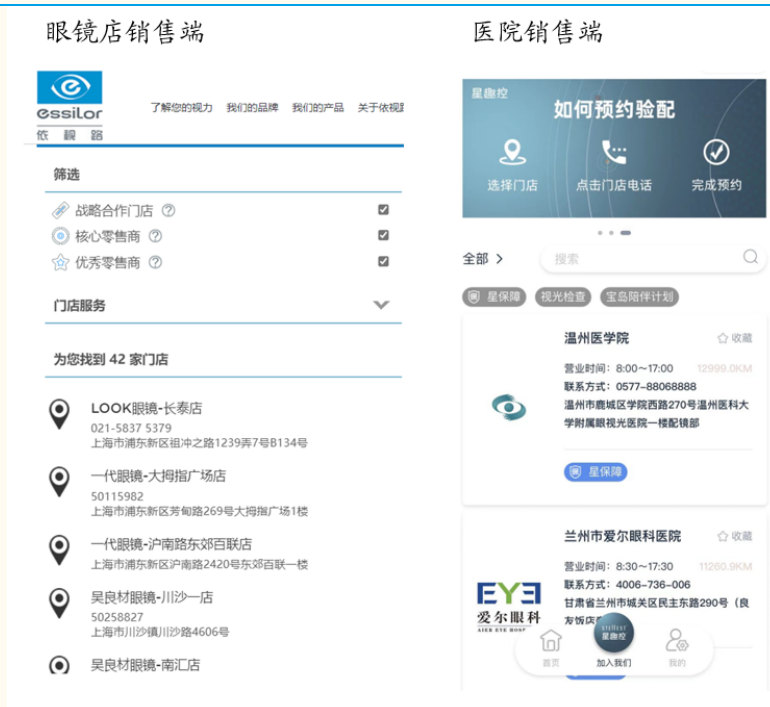 眼镜店销售端
essilor
依视路
了解您的视力 我们的品牌 我们的产品 关于依视路
筛选
战略合作门店
核心零售商
优秀零售商
门店服务
为您找到 42 家门店
LOOK眼镜-长泰店
021-5837 5379
上海市浦东新区祖冲之路1239弄7号B134号
一代眼镜-大拇指广场店
50115982
上海市浦东新区芳甸路269号大拇指广场1楼
一代眼镜-沪南路东郊百联店
上海市浦东新区沪南路2420号东郊百联一楼
吴良材眼镜-川沙一店
50258827
上海市川沙镇川沙路4606号
吴良材眼镜-南汇店
医院销售端
星趣控
如何预约验配
选择门店 点击门店电话 完成预约
全部 搜索
星保障 视光检查 宝岛陪伴计划
温州医学院 收藏
营业时间：8:00～17:00 12999.0KM
联系方式：0577-88068888
温州市鹿城区学院西路270号温州医科大
学附属眼视光医院一楼配镜部
星保障
兰州市爱尔眼科医院 收藏
营业时间：8:30～17:30 11260.9KM
联系方式：4006-736-006
甘肃省兰州市城关区民主东路290号（良
友饭店
EYE
爱尔眼科
AIER EYE HOSP
星趣控
首页 加入我们 我的